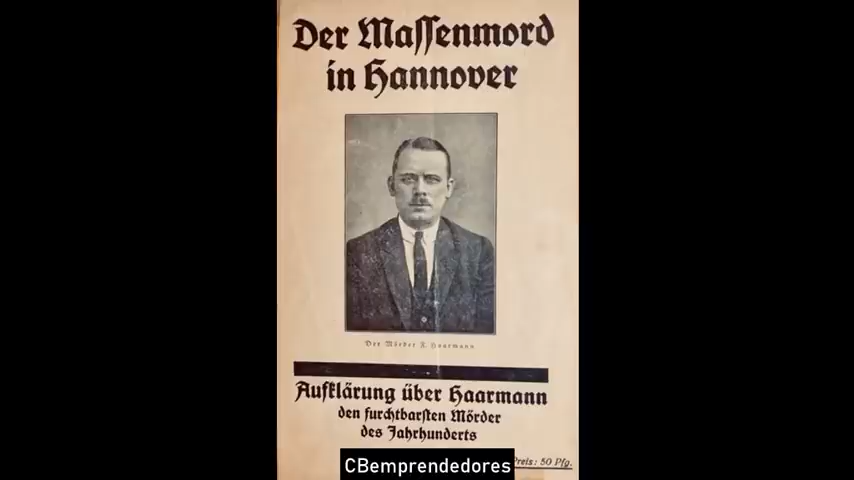 Der Massenmord
in Hannover
Der Mörder F. Haarmann
Aufklärung über Haarmann
den furchtbarsten Mörder
des Jahrhunderts
Preis: 50 Pfg.
CBemprendedores